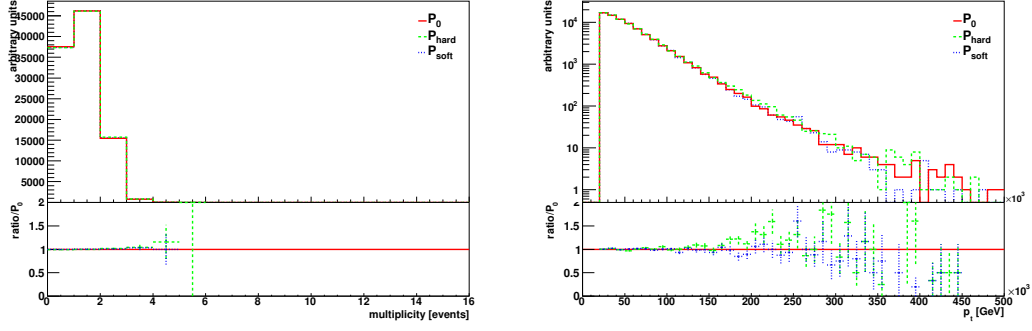 arbitrary units
45000
40000
35000
30000
25000
20000
15000
10000
5000
P0
Phard
Psoft
ratio/P0
2
1.5
1
0.5
0
0 2 4 6 8 10 12 14 16
multiplicity [events]
arbitrary units
10^4
10^3
10^2
10
1
P0
Phard
Psoft
×10^3
ratio/P0
2
1.5
1
0.5
0
0 50 100 150 200 250 300 350 400 450 500
×10^3
pt [GeV]